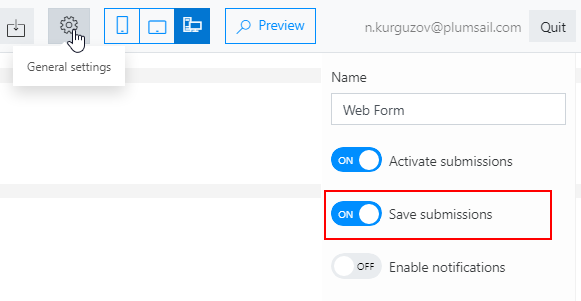 Preview
n.kurguzov@plumsail.com
Quit
General settings
Name
Web Form
ON Activate submissions
ON Save submissions
OFF Enable notifications